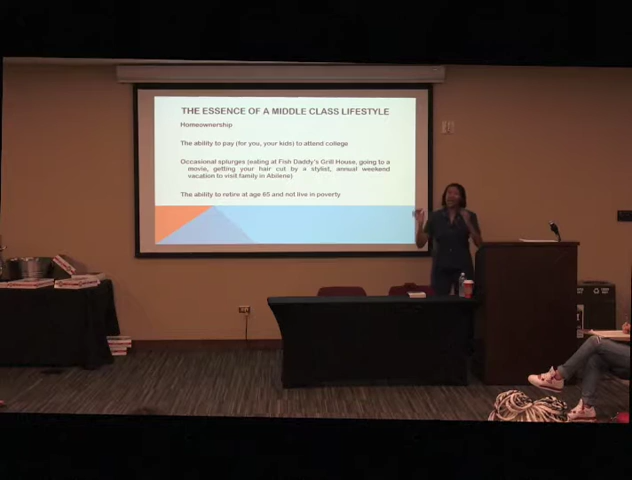 THE ESSENCE OF A MIDDLE CLASS LIFESTYLE
Homeownership
The ability to pay (for you, your kids) to attend college
Occasional splurges (eating at Fish Daddy's Grill House, going to a
movie, getting your hair cut by a stylist, annual weekend
vacation to visit family in Abilene)
The ability to retire at age 65 and not live in poverty